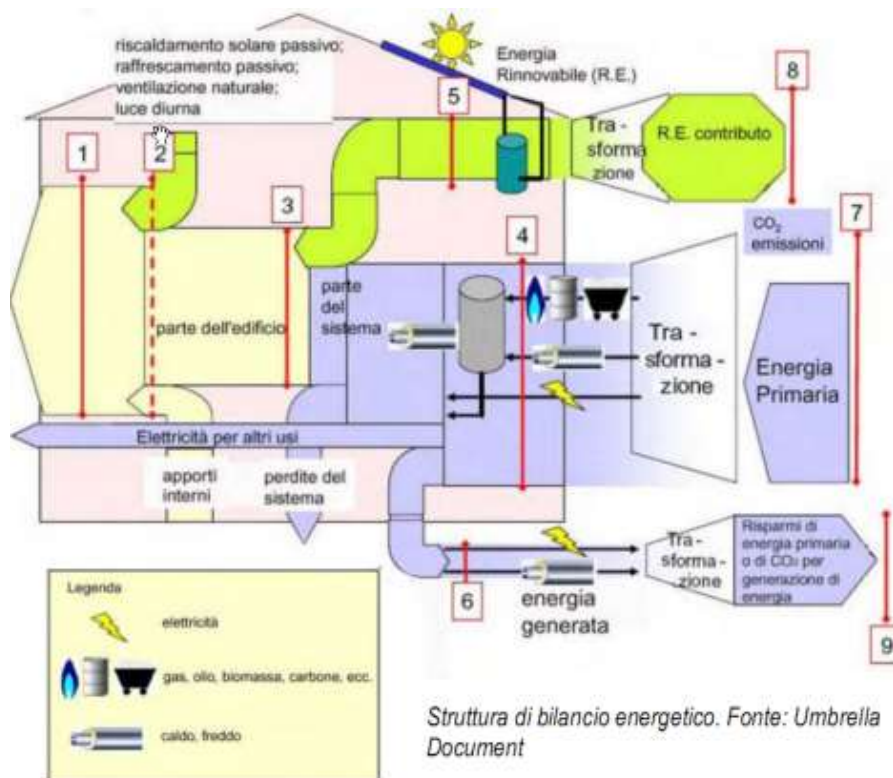 riscaldamento solare passivo;
raffrescamento passivo;
ventilazione naturale;
luce diurna
Energia
Rinnovabile (R.E.)
8
5
1
2
Tra -
sforma
zione
R.E. contributo
3
7
CO2
emissioni
4
parte
del
sistema
parte dell'edificio
Tra -
sforma -
zione
Energia
Primaria
Elettricità per altri usi
apporti
interni
perdite del
sistema
6
energia
generata
Tra -
sforma -
zione
Risparmi di
energia primaria
o di CO2 per
generazione di
energia
9
Legenda
elettricità
gas, olio, biomassa, carbone, ecc.
caldo, freddo
Struttura di bilancio energetico. Fonte: Umbrella
Document